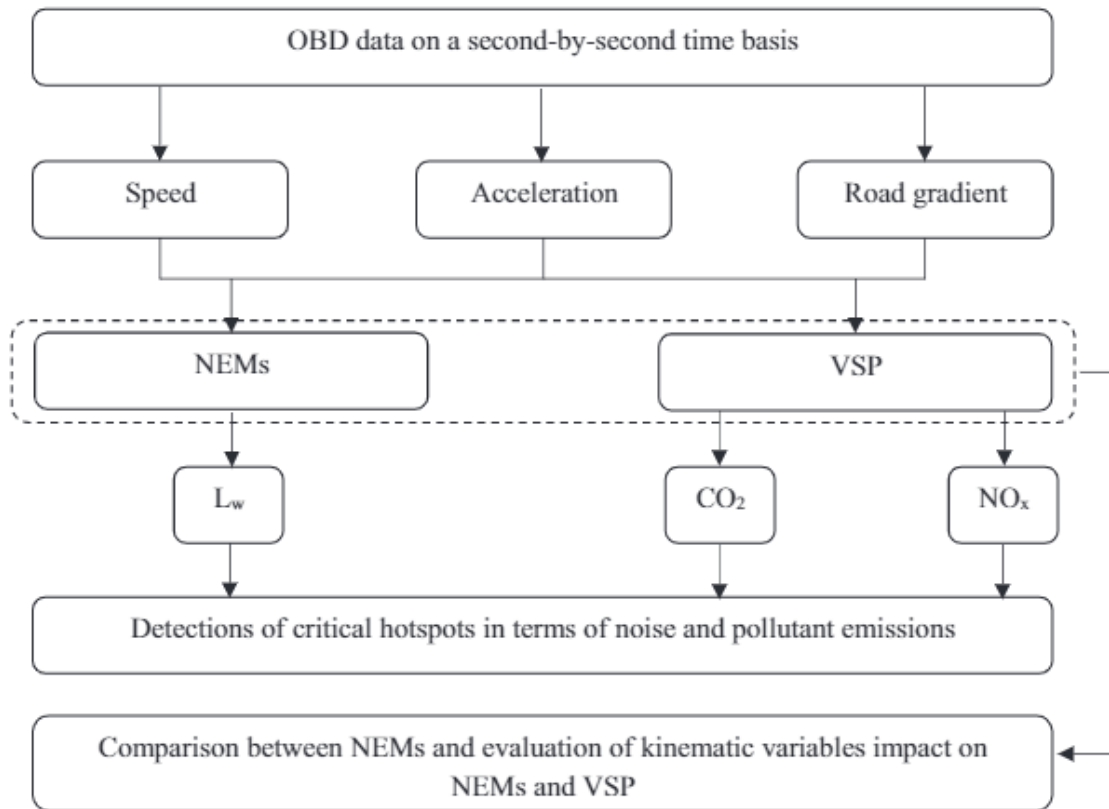 OBD data on a second-by-second time basis
Speed
Acceleration
Road gradient
NEMs
VSP
Lw
CO₂
NOₓ
Detections of critical hotspots in terms of noise and pollutant emissions
Comparison between NEMs and evaluation of kinematic variables impact on
NEMs and VSP